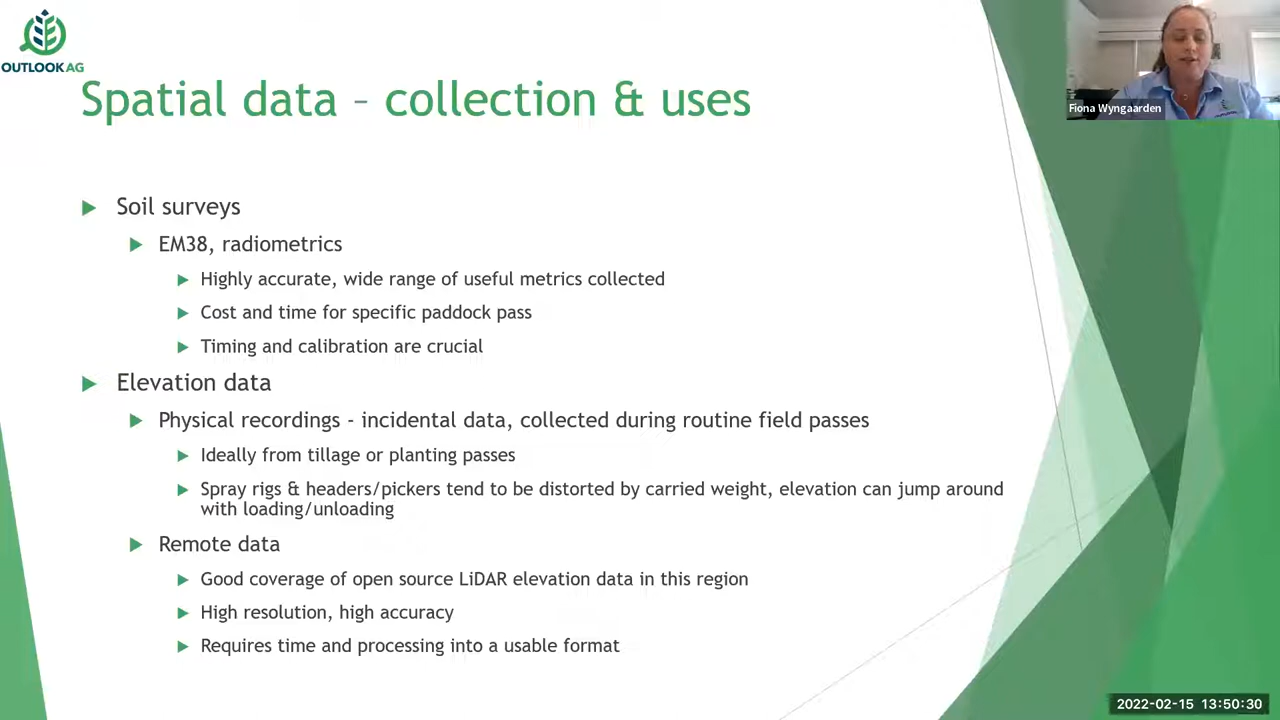 OUTLOOKAG
Spatial data – collection & uses
Fiona Wyngaarden
Soil surveys
EM38, radiometrics
Highly accurate, wide range of useful metrics collected
Cost and time for specific paddock pass
Timing and calibration are crucial
Elevation data
Physical recordings - incidental data, collected during routine field passes
Ideally from tillage or planting passes
Spray rigs & headers/pickers tend to be distorted by carried weight, elevation can jump around
with loading/unloading
Remote data
Good coverage of open source LiDAR elevation data in this region
High resolution, high accuracy
Requires time and processing into a usable format
2022-02-15 13:50:30